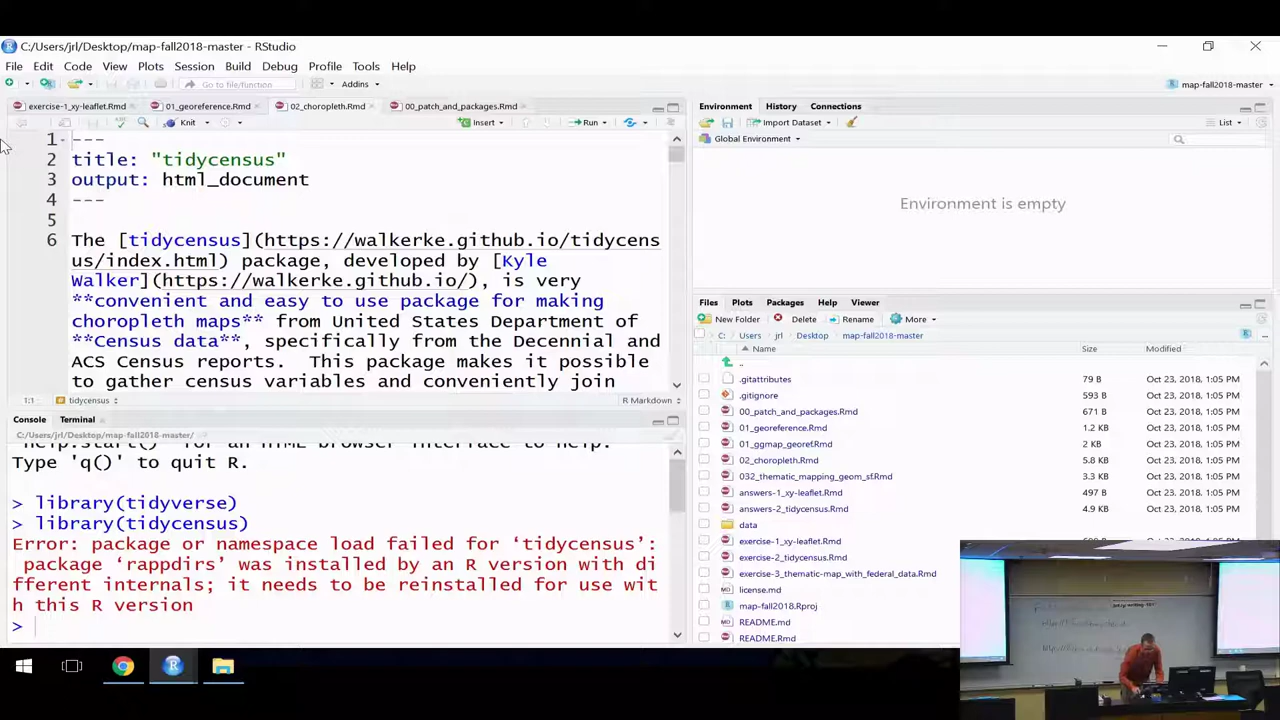 C:/Users/jrl/Desktop/map-fall2018-master - RStudio
File Edit Code View Plots Session Build Debug Profile Tools Help
Go to file/function Addins map-fall2018-master
exercise-1_xy-leaflet.Rmd 01_georeference.Rmd 02_choropleth.Rmd 00_patch_and_packages.Rmd
Knit Insert Run
1 ---
2 title: "tidycensus"
3 output: html_document
4 ---
5
6 The [tidycensus](https://walkerke.github.io/tidycens
us/index.html) package, developed by [Kyle
Walker](https://walkerke.github.io/), is very
**convenient and easy to use package for making
choropleth maps** from United States Department of
**Census data**, specifically from the Decennial and
ACS Census reports. This package makes it possible
to gather census variables and conveniently join
1:1 tidycensus R Markdown
Console Terminal
C:/Users/jrl/Desktop/map-fall2018-master/
'help.start()' for an HTML browser interface to help.
Type 'q()' to quit R.
> library(tidyverse)
> library(tidycensus)
Error: package or namespace load failed for ‘tidycensus’:
package ‘rappdirs’ was installed by an R version with di
fferent internals; it needs to be reinstalled for use wit
h this R version
>
Environment History Connections
Import Dataset List
Global Environment
Environment is empty
Files Plots Packages Help Viewer
New Folder Delete Rename More
C: Users jrl Desktop map-fall2018-master
Name Size Modified
..
.gitattributes 79 B Oct 23, 2018, 1:05 PM
.gitignore 593 B Oct 23, 2018, 1:05 PM
00_patch_and_packages.Rmd 671 B Oct 23, 2018, 1:05 PM
01_georeference.Rmd 1.2 KB Oct 23, 2018, 1:05 PM
01_ggmap_georef.Rmd 2 KB Oct 23, 2018, 1:05 PM
02_choropleth.Rmd 5.8 KB Oct 23, 2018, 1:05 PM
032_thematic_mapping_geom_sf.Rmd 3.3 KB Oct 23, 2018, 1:05 PM
answers-1_xy-leaflet.Rmd 497 B Oct 23, 2018, 1:05 PM
answers-2_tidycensus.Rmd 4.9 KB Oct 23, 2018, 1:05 PM
data
exercise-1_xy-leaflet.Rmd
exercise-2_tidycensus.Rmd
exercise-3_thematic-map_with_federal_data.Rmd
license.md
map-fall2018.Rproj
README.md
README.Rmd